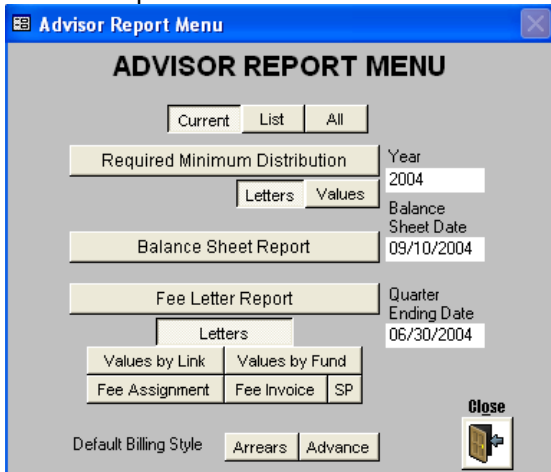 Advisor Report Menu
ADVISOR REPORT MENU
Current List All
Required Minimum Distribution
Year
2004
Letters Values
Balance
Sheet Date
Balance Sheet Report
09/10/2004
Fee Letter Report
Quarter
Ending Date
Letters
06/30/2004
Values by Link Values by Fund
Fee Assignment Fee Invoice SP
Close
Default Billing Style Arrears Advance